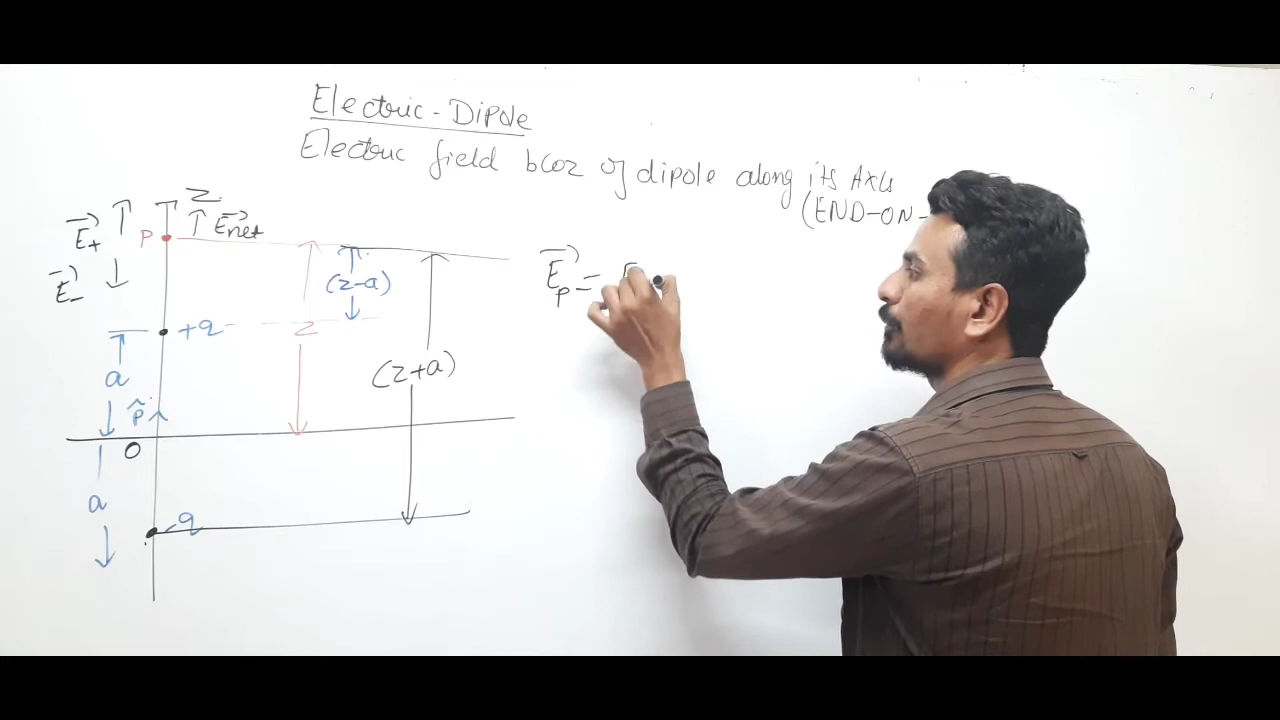 Electric-Dipole
Electric field bcoz of dipole along its Axis
(END-ON-
Z
E₊
E₋
P
Enet
(z-a)
+q
z
a
(z+a)
p̂
O
a
-q
Eₚ =